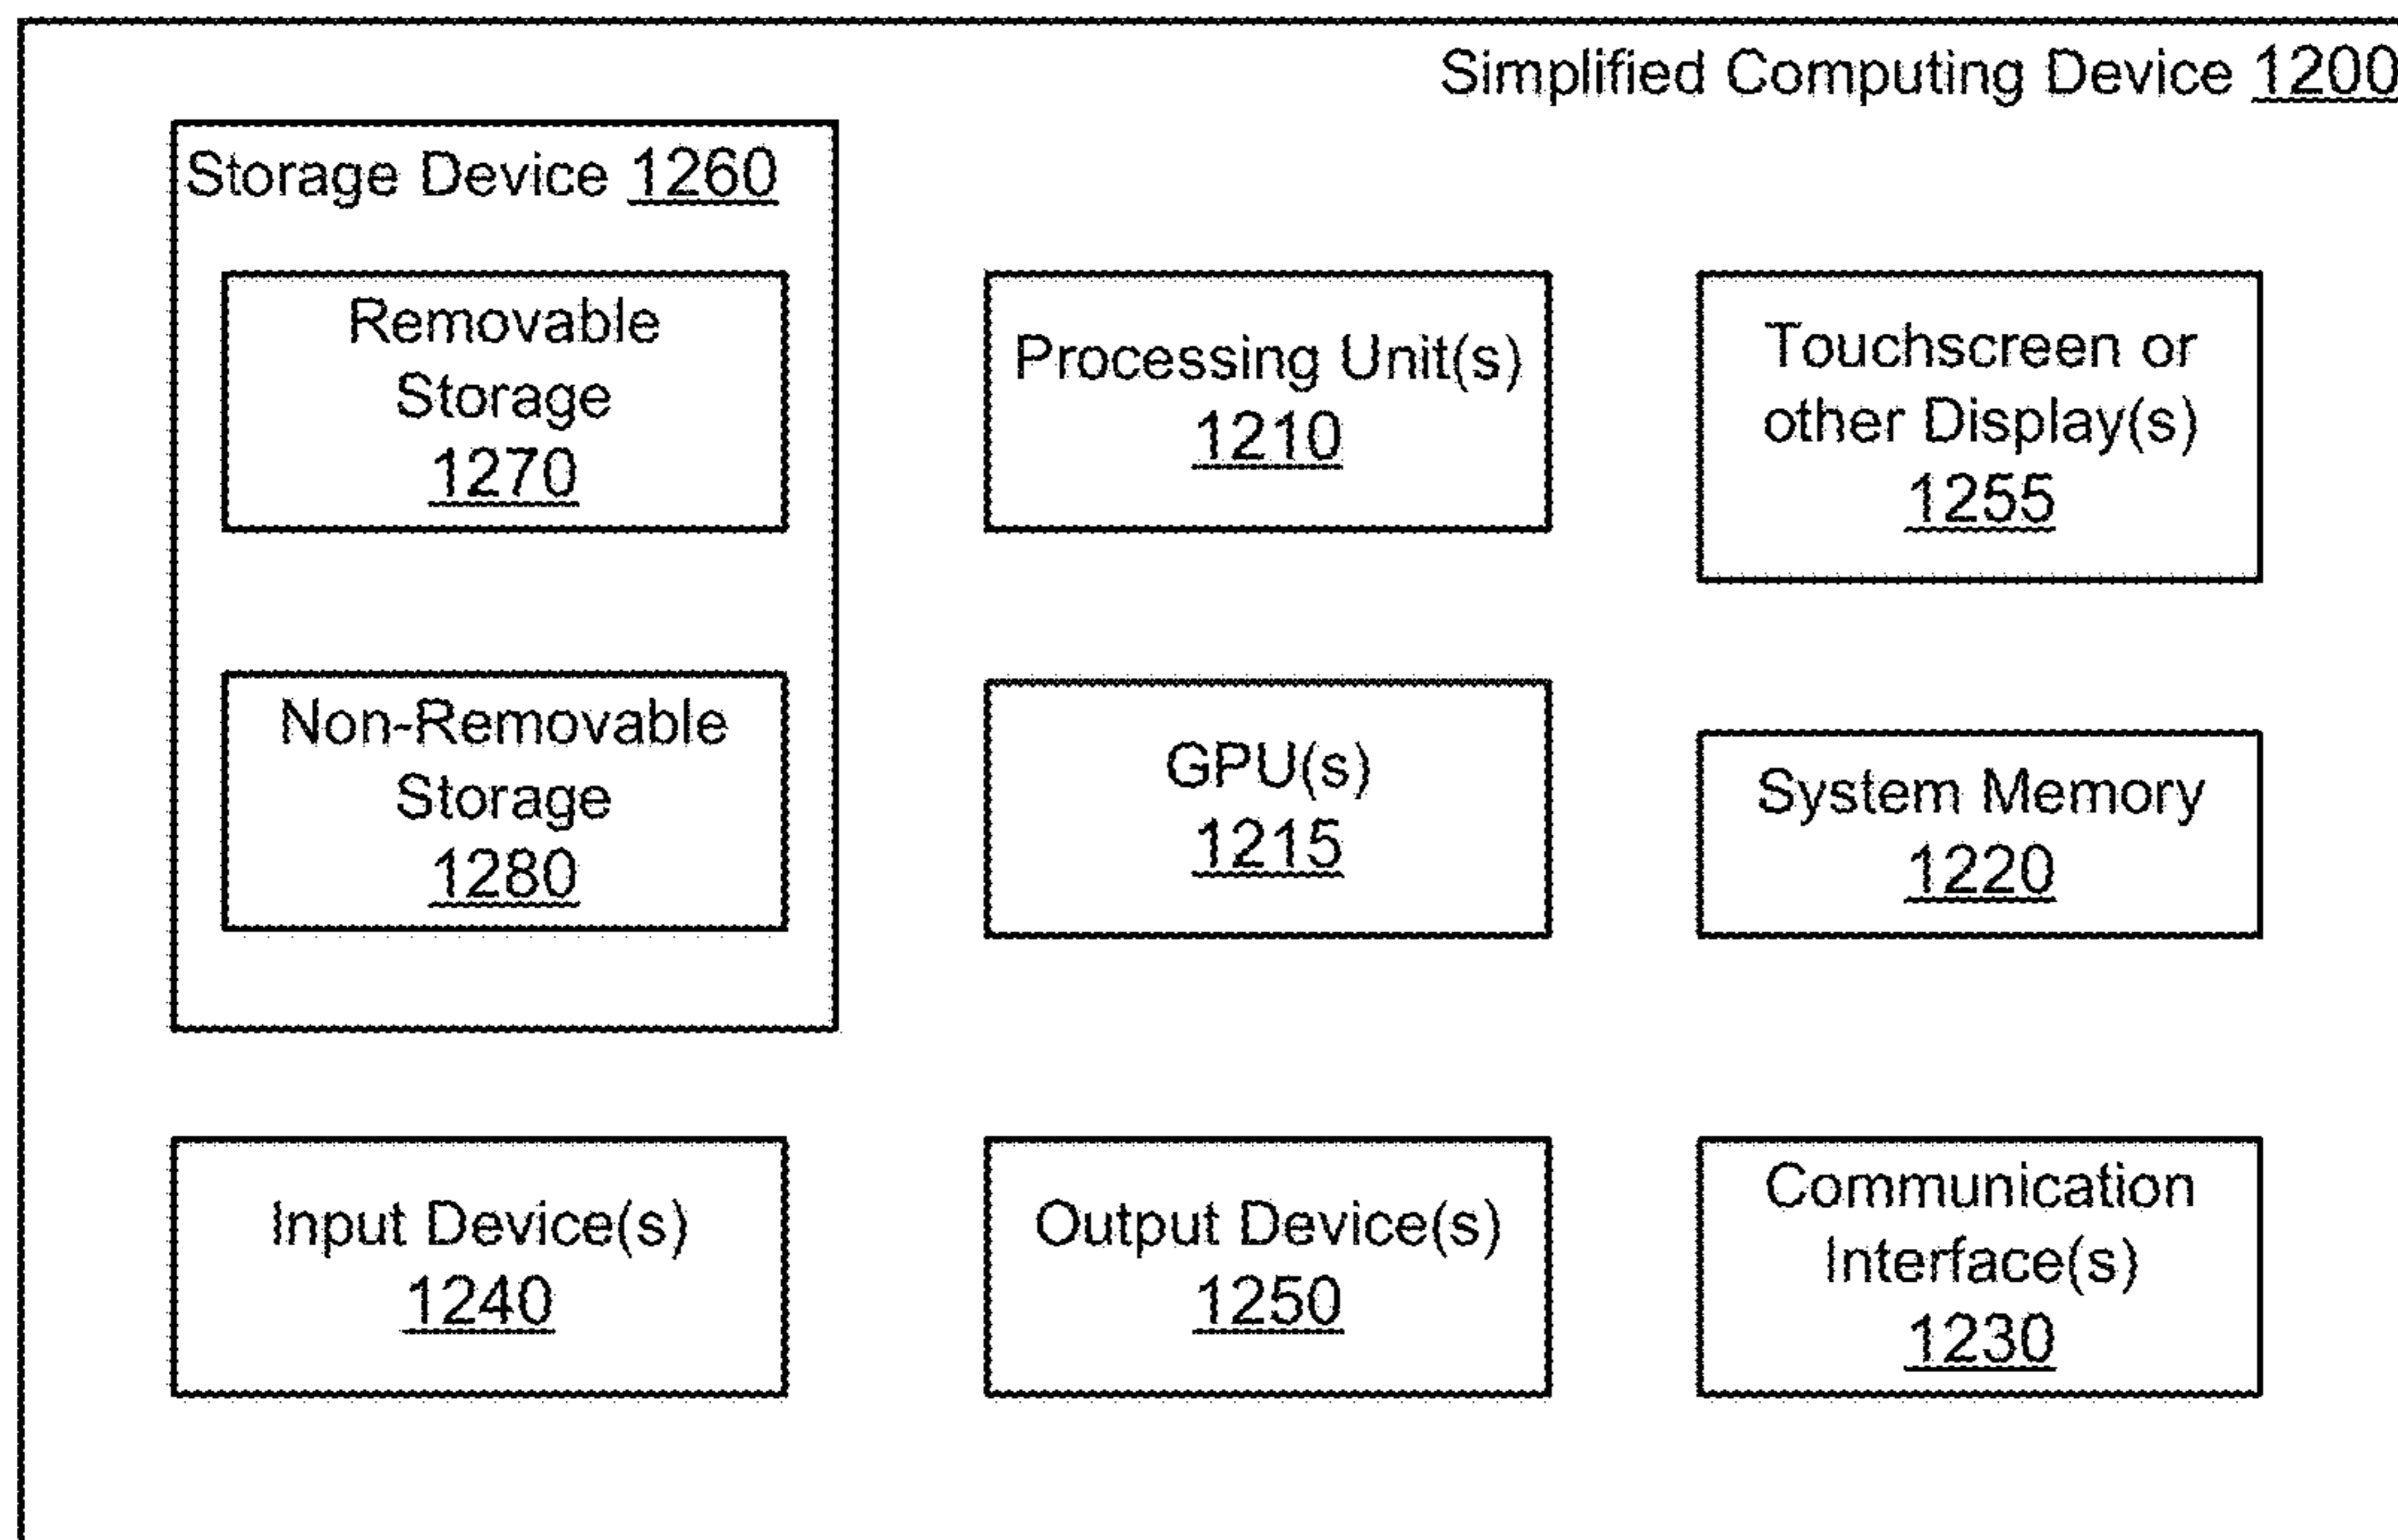 Simplified Computing Device 1200
Storage Device 1260
Removable
Storage
1270
Processing Unit(s)
1210
Touchscreen or
other Display(s)
1255
Non-Removable
Storage
1280
GPU(s)
1215
System Memory
1220
Input Device(s)
1240
Output Device(s)
1250
Communication
Interface(s)
1230